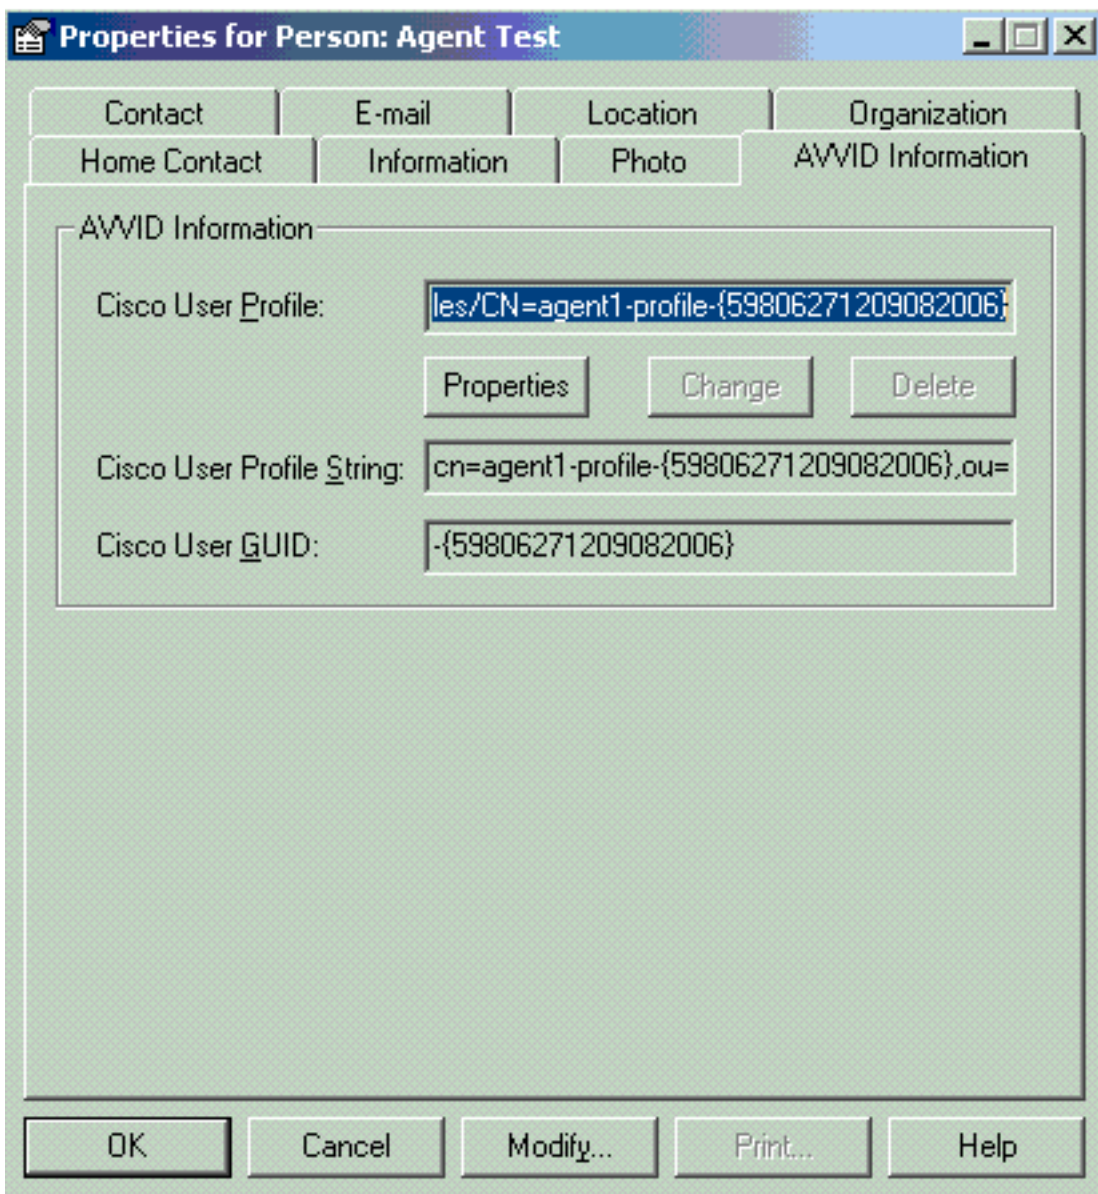 Properties for Person: Agent Test
Contact E-mail Location Organization
Home Contact Information Photo AVVID Information
AVVID Information
Cisco User Profile: les/CN=agent1-profile-{59806271209082006}
Properties Change Delete
Cisco User Profile String: cn=agent1-profile-{59806271209082006},ou=
Cisco User GUID: -{59806271209082006}
OK Cancel Modify... Print... Help